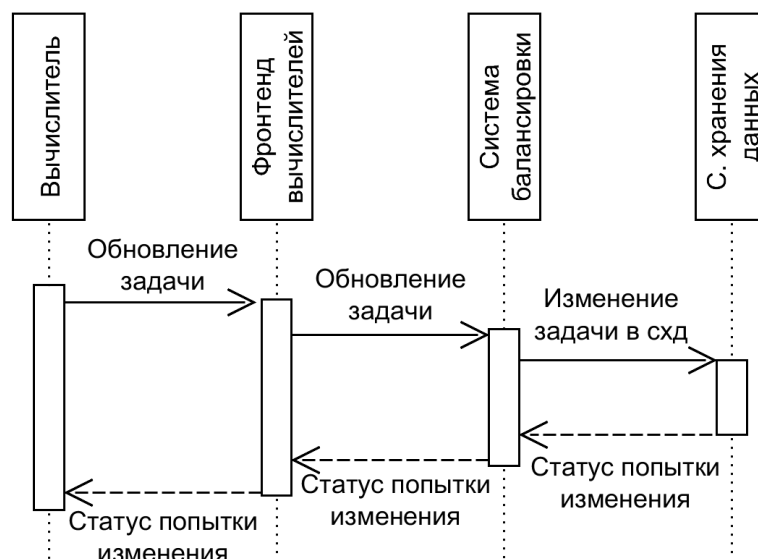 Вычислитель
Фронтенд
вычислителей
Система
балансировки
С. хранения
данных
Обновление
задачи
Обновление
задачи
Изменение
задачи в схд
Статус попытки
изменения
Статус попытки
изменения
Статус попытки
изменения